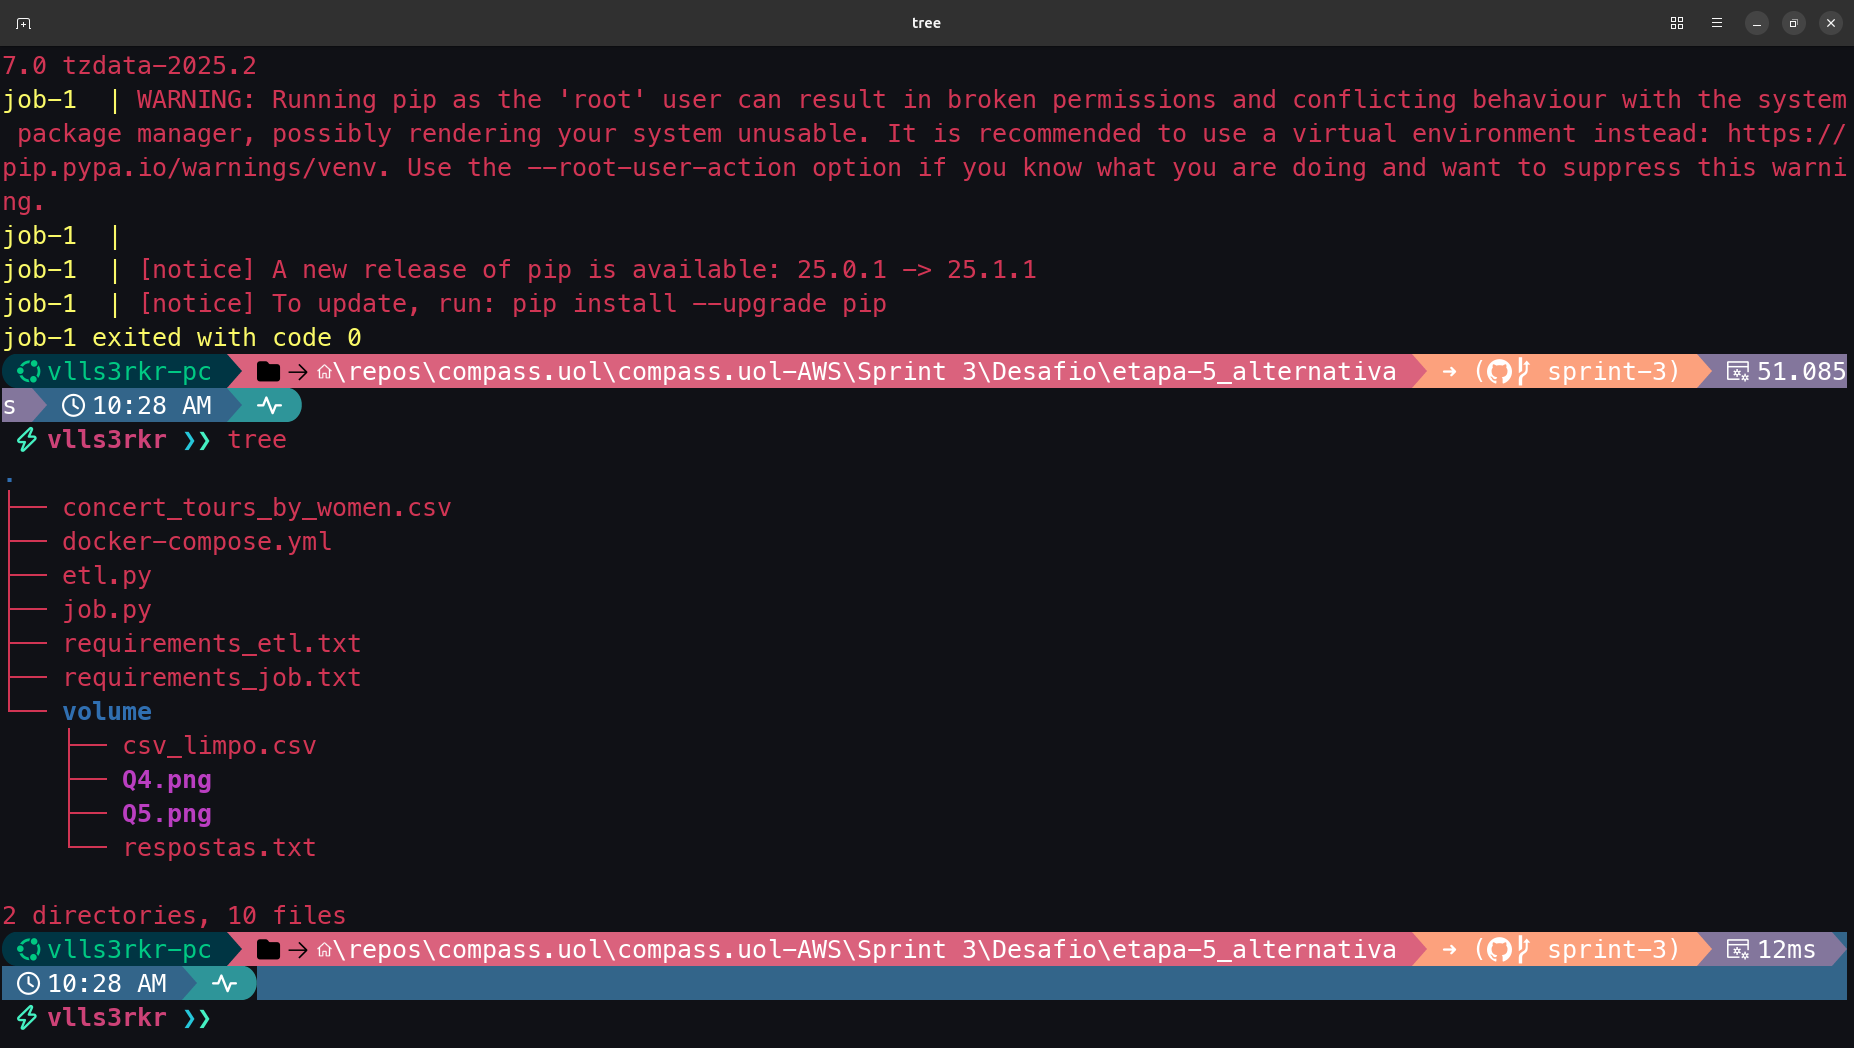 tree
7.0 tzdata-2025.2
job-1  | WARNING: Running pip as the 'root' user can result in broken permissions and conflicting behaviour with the system
 package manager, possibly rendering your system unusable. It is recommended to use a virtual environment instead: https://
pip.pypa.io/warnings/venv. Use the --root-user-action option if you know what you are doing and want to suppress this warni
ng.
job-1  |
job-1  | [notice] A new release of pip is available: 25.0.1 -> 25.1.1
job-1  | [notice] To update, run: pip install --upgrade pip
job-1 exited with code 0
vlls3rkr-pc → \repos\compass.uol\compass.uol-AWS\Sprint 3\Desafio\etapa-5_alternativa → ( sprint-3) 51.085
s 10:28 AM
vlls3rkr ❯❯ tree
.
├── concert_tours_by_women.csv
├── docker-compose.yml
├── etl.py
├── job.py
├── requirements_etl.txt
├── requirements_job.txt
└── volume
    ├── csv_limpo.csv
    ├── Q4.png
    ├── Q5.png
    └── respostas.txt
2 directories, 10 files
vlls3rkr-pc → \repos\compass.uol\compass.uol-AWS\Sprint 3\Desafio\etapa-5_alternativa → ( sprint-3) 12ms
10:28 AM
vlls3rkr ❯❯